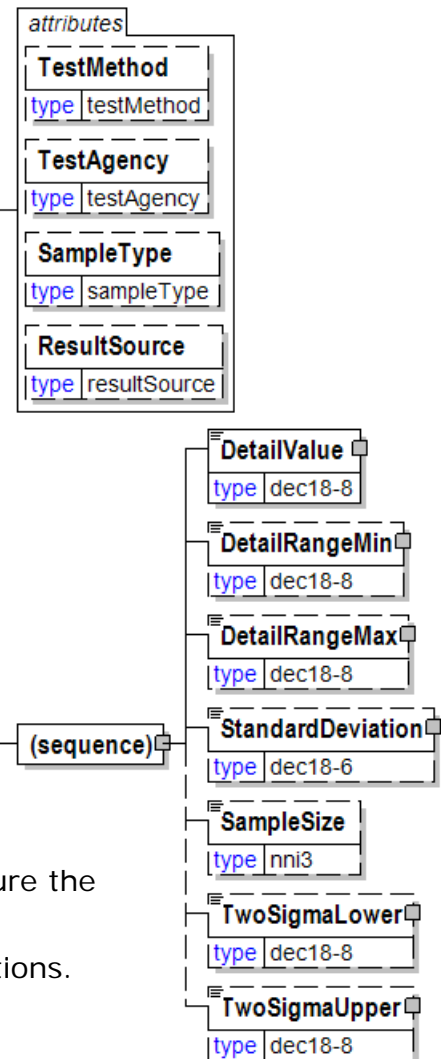 attributes
TestMethod
type testMethod
TestAgency
type testAgency
SampleType
type sampleType
ResultSource
type resultSource
DetailValue
type dec18-8
DetailRangeMin
type dec18-8
DetailRangeMax
type dec18-8
StandardDeviation
type dec18-6
(sequence)
SampleSize
type nni3
TwoSigmaLower
type dec18-8
TwoSigmaUpper
type dec18-8
ure the
tions.